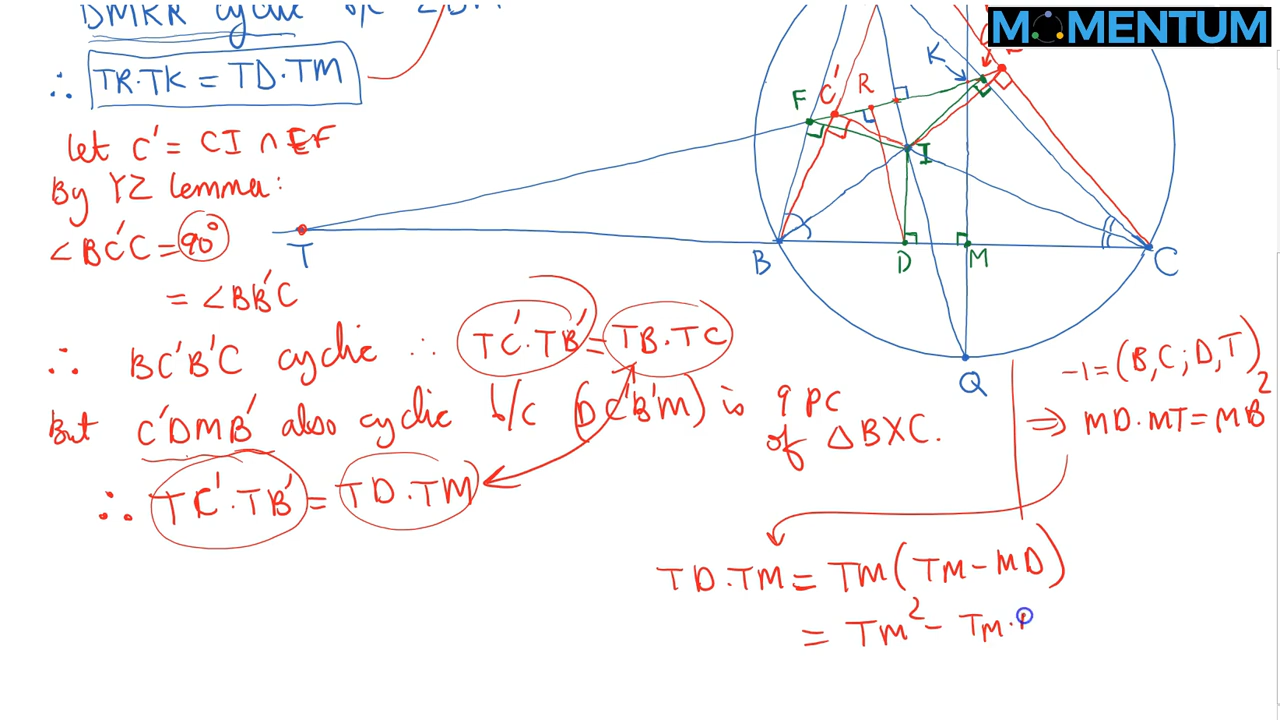 DMKR cyclic b/c ∠D
MOMENTUM
∴ TR·TK = TD·TM
let C' = CI ∩ EF
By YZ lemma:
∠BC'C = 90°
= ∠BB'C
∴ BC'B'C cyclic ∴ TC'·TB' = TB·TC
But C'DMB' also cyclic b/c (DC'B'M) is 9PC
of △BXC.
∴ TC'·TB' = TD·TM
-1 = (B,C;D,T)
⇒ MD·MT = MB²
TD·TM = TM(TM-MD)
= TM² - TM·
K
F
C'
R
I
T
B
D
M
C
Q